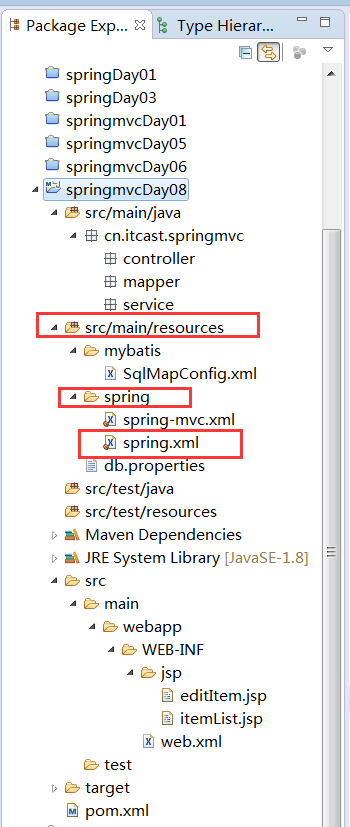 Package Exp... Type Hierar...
springDay01
springDay03
springmvcDay01
springmvcDay05
springmvcDay06
springmvcDay08
src/main/java
cn.itcast.springmvc
controller
mapper
service
src/main/resources
mybatis
SqlMapConfig.xml
spring
spring-mvc.xml
spring.xml
db.properties
src/test/java
src/test/resources
Maven Dependencies
JRE System Library [JavaSE-1.8]
src
main
webapp
WEB-INF
jsp
editItem.jsp
itemList.jsp
web.xml
test
target
pom.xml